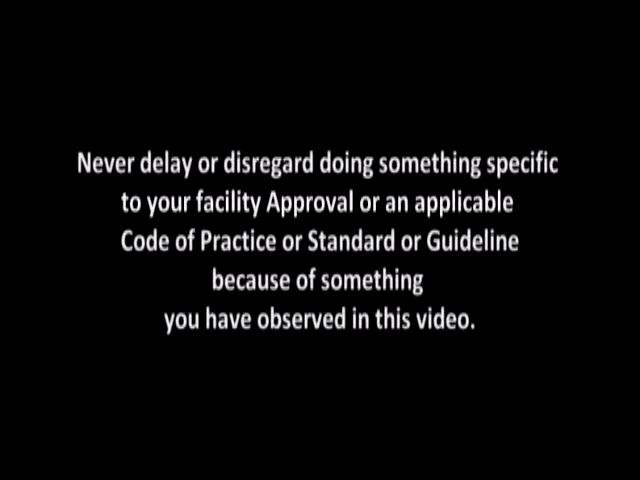 Never delay or disregard doing something specific
to your facility Approval or an applicable
Code of Practice or Standard or Guideline
because of something
you have observed in this video.